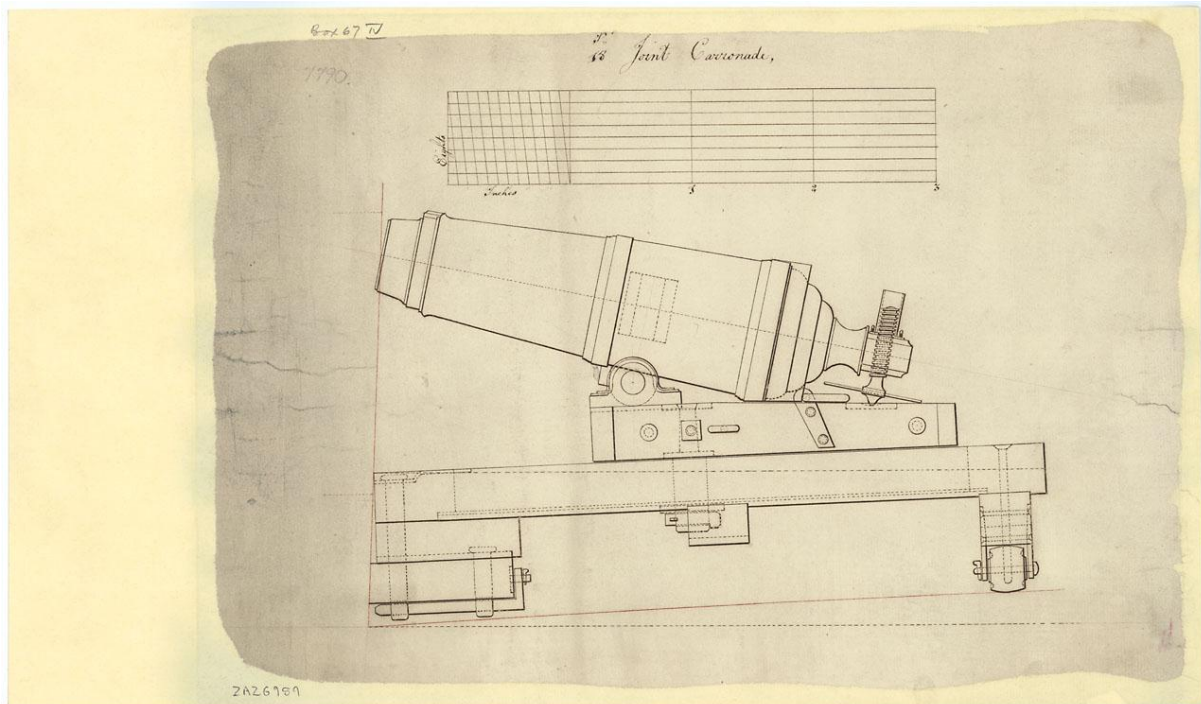 Box 67 IV
1790.
18 Joint Carronade,
Eights
Inches
1 2 3
ZAZ6989